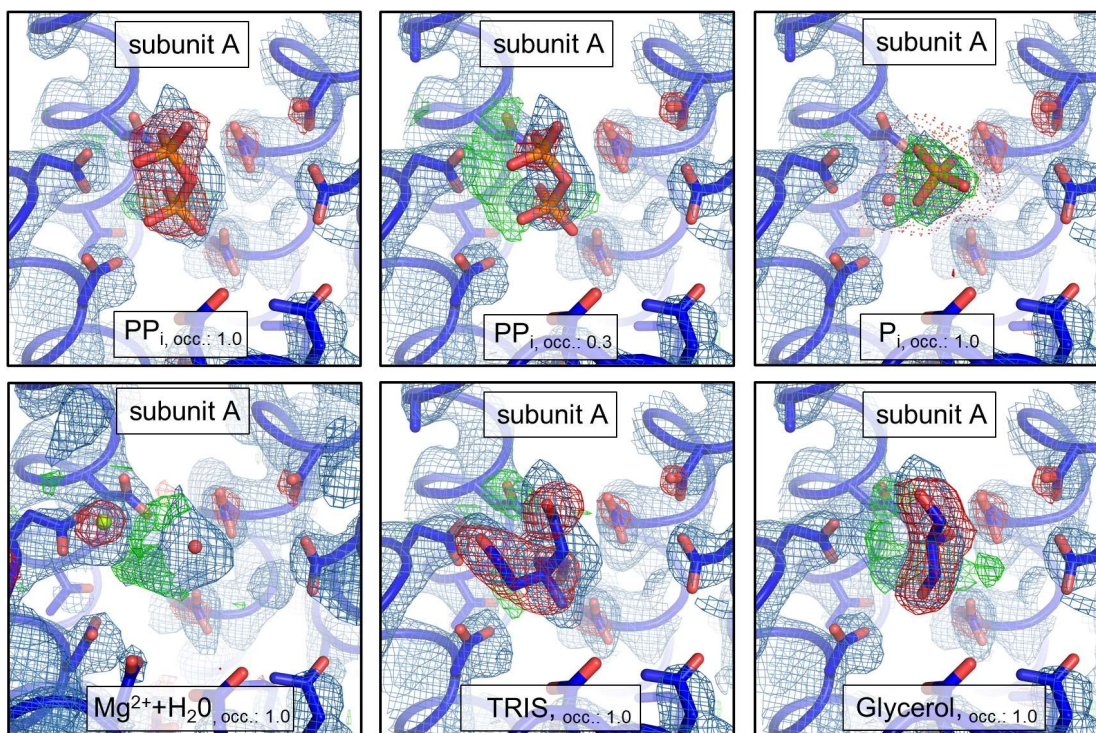 subunit A
PPi, occ.: 1.0
subunit A
PPi, occ.: 0.3
subunit A
Pi, occ.: 1.0
subunit A
Mg2++H20, occ.: 1.0
subunit A
TRIS, occ.: 1.0
subunit A
Glycerol, occ.: 1.0